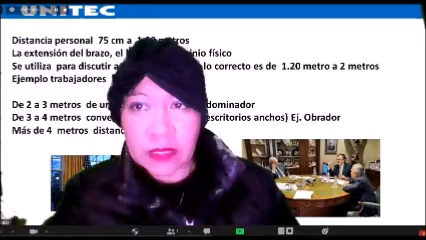 UNITEC
Distancia personal 75 cm a metros
La extensión del brazo, el físico
Se utiliza para discutir a lo correcto es de 1.20 metro a 2 metros
Ejemplo trabajadores
De 2 a 3 metros de un dominador
De 3 a 4 metros escritorios anchos) Ej. Obrador
Más de 4 metros